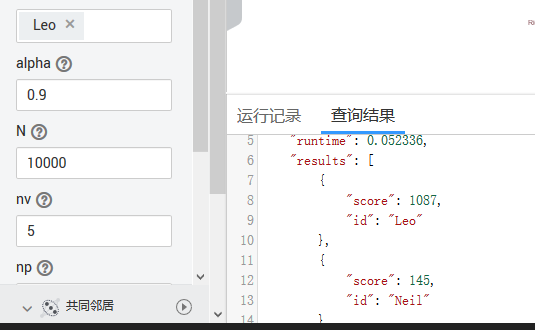 Leo ×
alpha ?
0.9
N ?
10000
nv ?
5
np ?
共同邻居
运行记录 查询结果
5 "runtime": 0.052336,
6 "results": [
7 {
8 "score": 1087,
9 "id": "Leo"
10 },
11 {
12 "score": 145,
13 "id": "Neil"
14 }